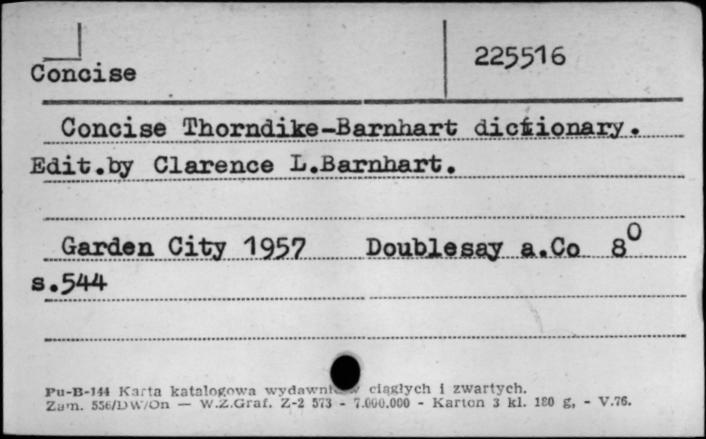 225516
Concise
Concise Thorndike-Barnhart dictionary.
Edit.by Clarence L.Barnhart.
Garden City 1957 Doublesay a.Co 8⁰
s.544
Pu-B-144 Karta katalogowa ciągłych i zwartych.
Zam. 556/DW/On — W.Z.Graf. Z-2 573 - 7.000.000 - Karton 3 kl. 180 g, - V.76.